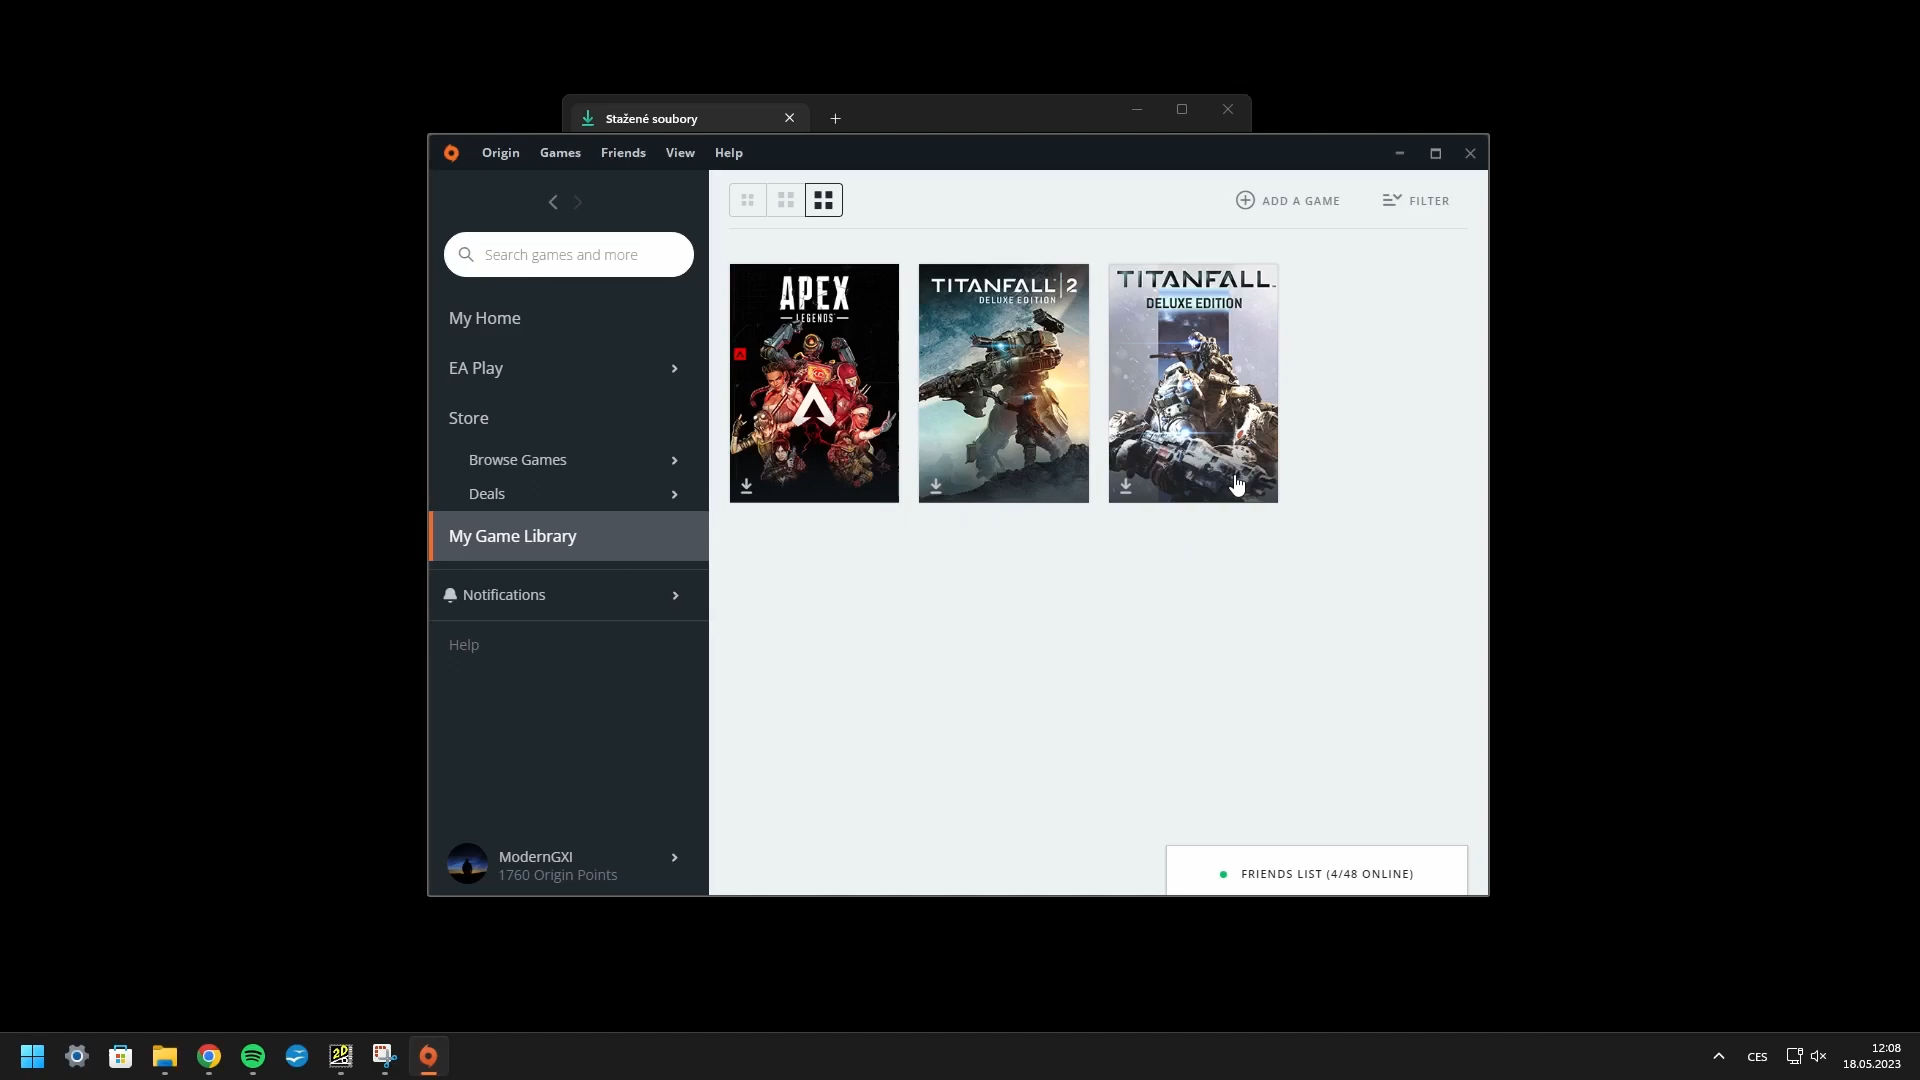 Stažené soubory
Origin Games Friends View Help
Search games and more
My Home
EA Play
Store
Browse Games
Deals
My Game Library
Notifications
Help
ModernGXI
1760 Origin Points
ADD A GAME
FILTER
APEX
LEGENDS
TITANFALL 2
DELUXE EDITION
TITANFALL
DELUXE EDITION
FRIENDS LIST (4/48 ONLINE)
CES
12:08
18.05.2023